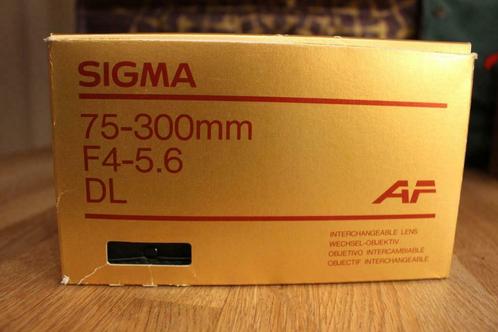 SIGMA
75-300mm
F4-5.6
DL
AF
INTERCHANGEABLE LENS
WECHSEL-OBJEKTIV
OBJETIVO INTERCAMBIABLE
OBJECTIF INTERCHANGEABLE